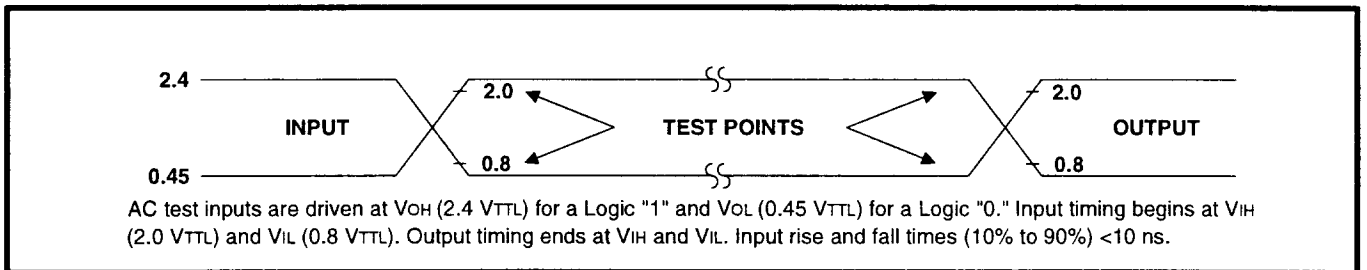 2.4
2.0
2.0
INPUT
TEST POINTS
OUTPUT
0.8
0.8
0.45
AC test inputs are driven at VOH (2.4 VTTL) for a Logic "1" and VOL (0.45 VTTL) for a Logic "0." Input timing begins at VIH
(2.0 VTTL) and VIL (0.8 VTTL). Output timing ends at VIH and VIL. Input rise and fall times (10% to 90%) <10 ns.